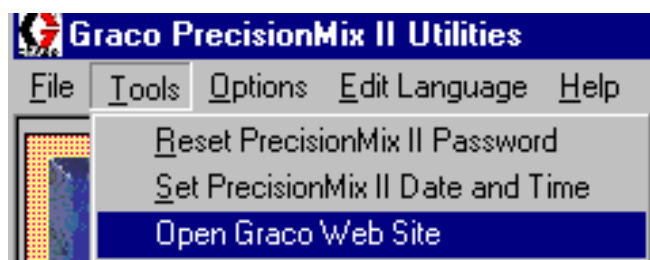 Graco PrecisionMix II Utilities
File Tools Options Edit Language Help
Reset PrecisionMix II Password
Set PrecisionMix II Date and Time
Open Graco Web Site